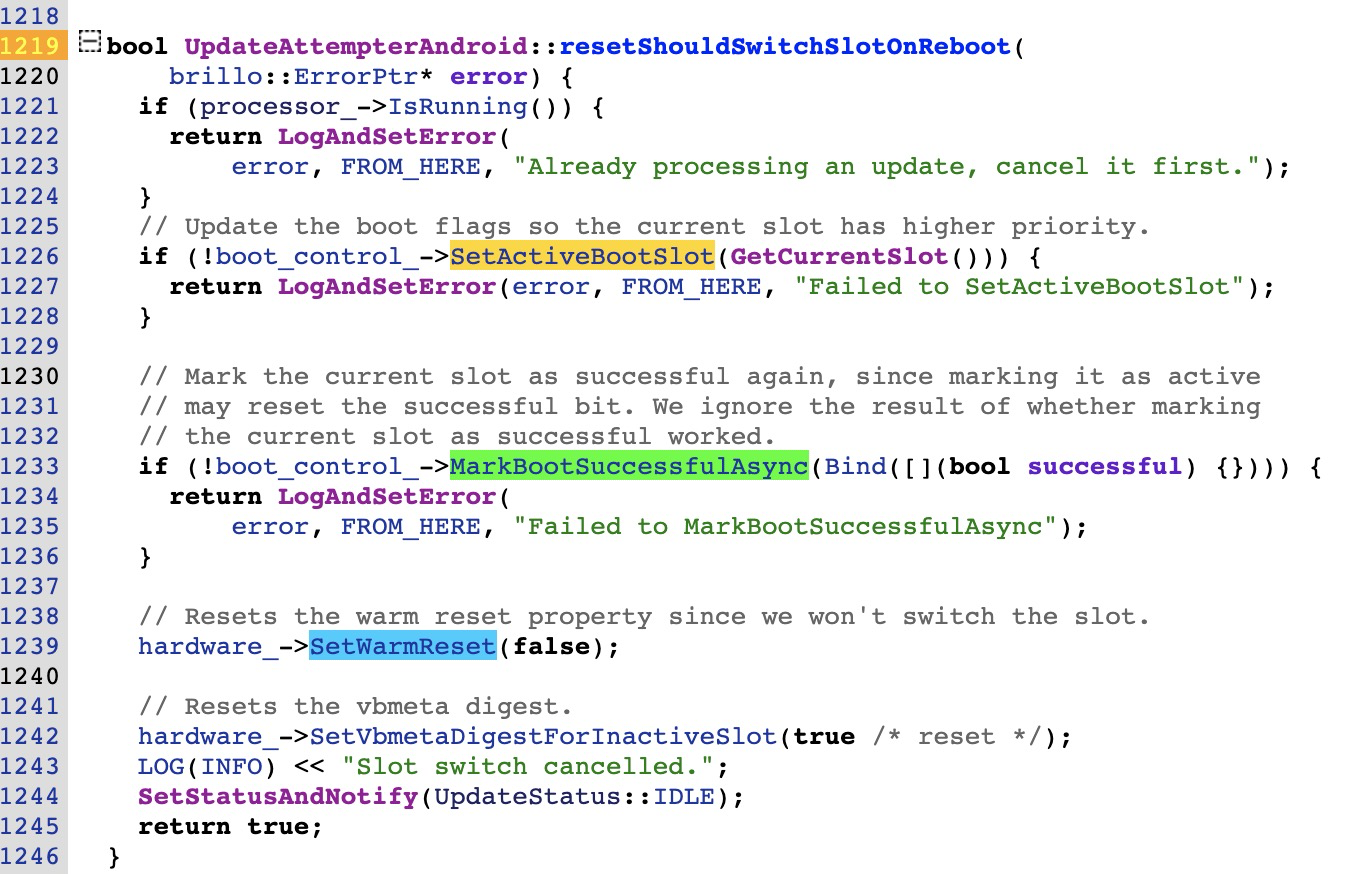 1218
1219 bool UpdateAttempterAndroid::resetShouldSwitchSlotOnReboot(
1220     brillo::ErrorPtr* error) {
1221   if (processor_->IsRunning()) {
1222     return LogAndSetError(
1223         error, FROM_HERE, "Already processing an update, cancel it first.");
1224   }
1225   // Update the boot flags so the current slot has higher priority.
1226   if (!boot_control_->SetActiveBootSlot(GetCurrentSlot())) {
1227     return LogAndSetError(error, FROM_HERE, "Failed to SetActiveBootSlot");
1228   }
1229
1230   // Mark the current slot as successful again, since marking it as active
1231   // may reset the successful bit. We ignore the result of whether marking
1232   // the current slot as successful worked.
1233   if (!boot_control_->MarkBootSuccessfulAsync(Bind([](bool successful) {}))) {
1234     return LogAndSetError(
1235         error, FROM_HERE, "Failed to MarkBootSuccessfulAsync");
1236   }
1237
1238   // Resets the warm reset property since we won't switch the slot.
1239   hardware_->SetWarmReset(false);
1240
1241   // Resets the vbmeta digest.
1242   hardware_->SetVbmetaDigestForInactiveSlot(true /* reset */);
1243   LOG(INFO) << "Slot switch cancelled.";
1244   SetStatusAndNotify(UpdateStatus::IDLE);
1245   return true;
1246 }